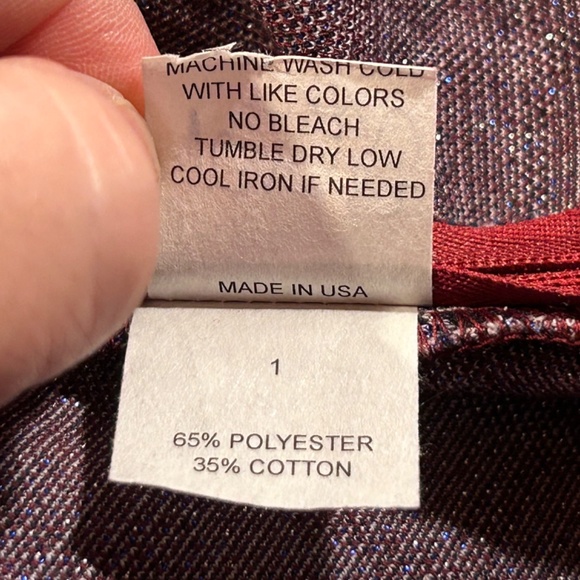 MACHINE WASH COLD
WITH LIKE COLORS
NO BLEACH
TUMBLE DRY LOW
COOL IRON IF NEEDED
MADE IN USA
1
65% POLYESTER
35% COTTON